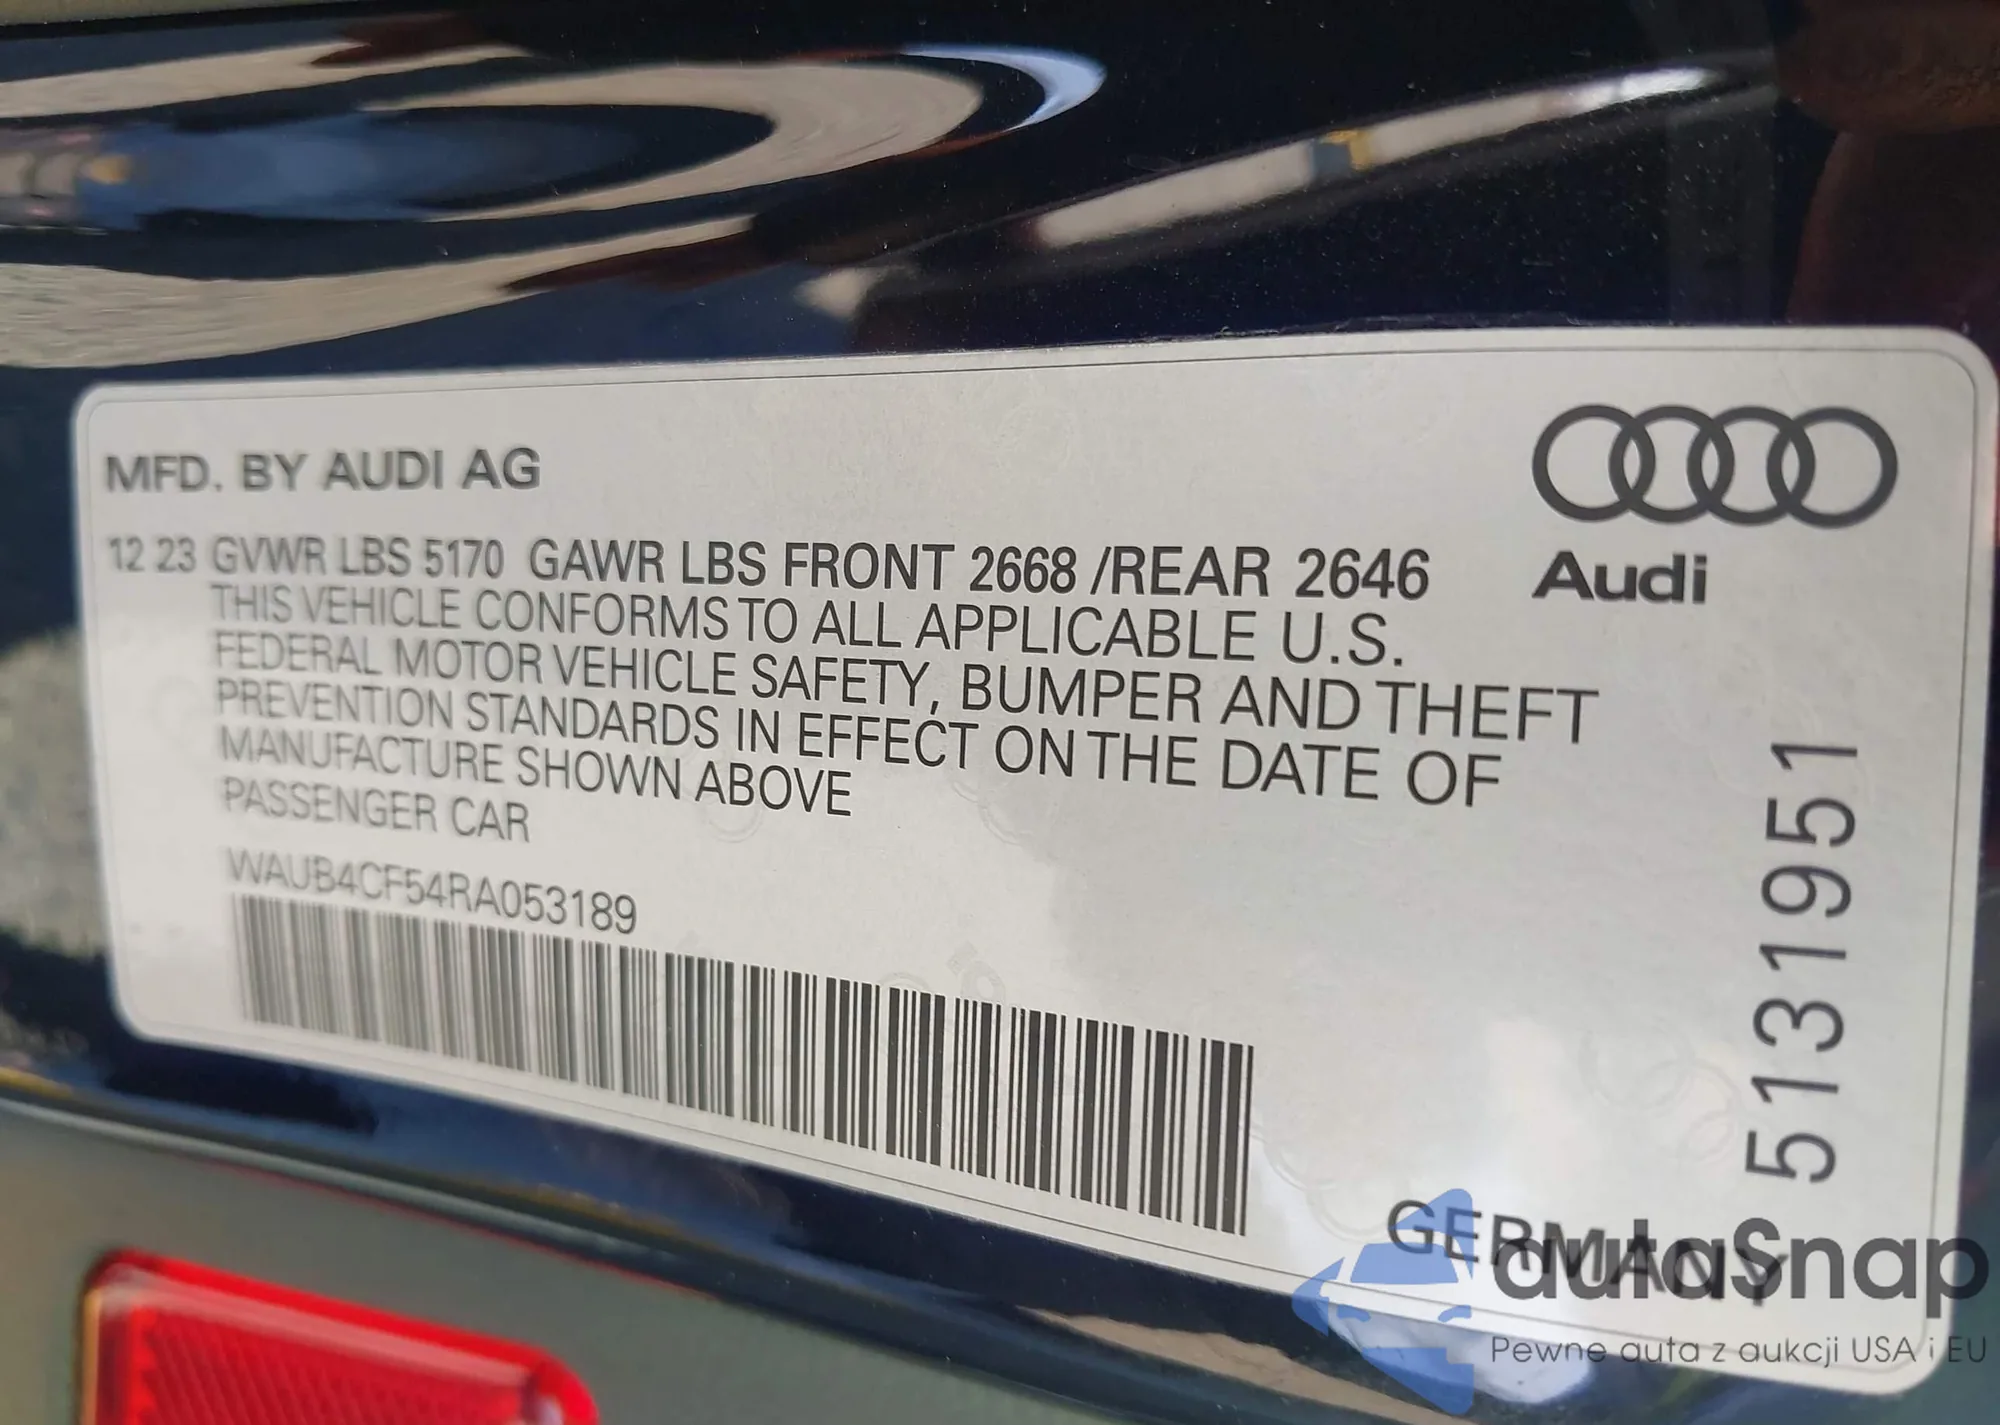 MFD. BY AUDI AG
12 23 GVWR LBS 5170 GAWR LBS FRONT 2668 /REAR 2646
THIS VEHICLE CONFORMS TO ALL APPLICABLE U.S.
FEDERAL MOTOR VEHICLE SAFETY, BUMPER AND THEFT
PREVENTION STANDARDS IN EFFECT ON THE DATE OF
MANUFACTURE SHOWN ABOVE
PASSENGER CAR
WAUB4CF54RA053189
Audi
5131951
GERMANY
autaSnap
Pewne auta z aukcji USA i EU